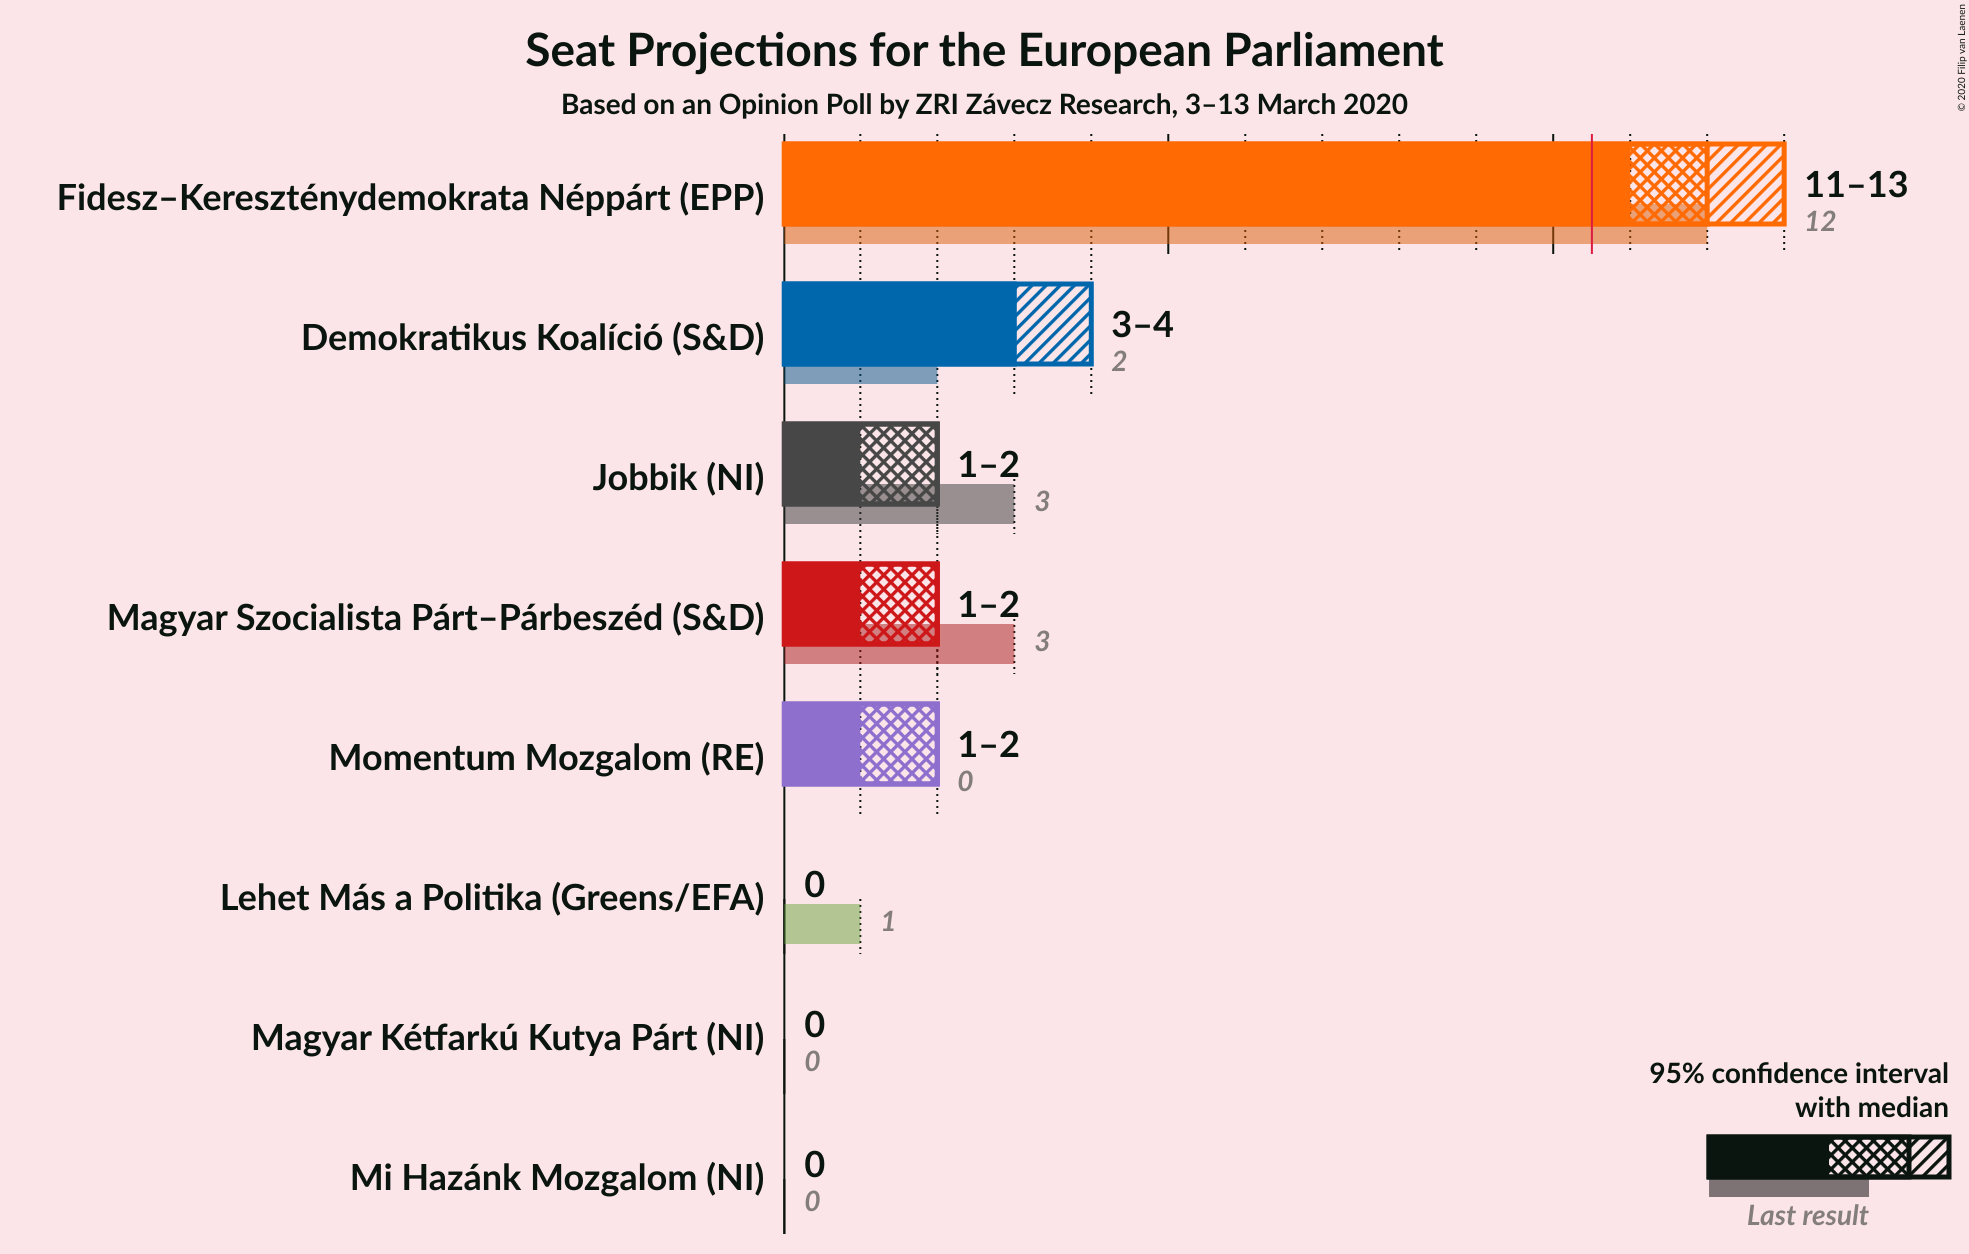 Seat Projections for the European Parliament
Based on an Opinion Poll by ZRI Závecz Research, 3–13 March 2020
© 2020 Filip van Laenen
Fidesz–Kereszténydemokrata Néppárt (EPP)
11–13
12
Demokratikus Koalíció (S&D)
3–4
2
Jobbik (NI)
1–2
3
Magyar Szocialista Párt–Párbeszéd (S&D)
1–2
3
Momentum Mozgalom (RE)
1–2
0
Lehet Más a Politika (Greens/EFA)
0
1
Magyar Kétfarkú Kutya Párt (NI)
0
0
Mi Hazánk Mozgalom (NI)
0
0
95% confidence interval
with median
Last result